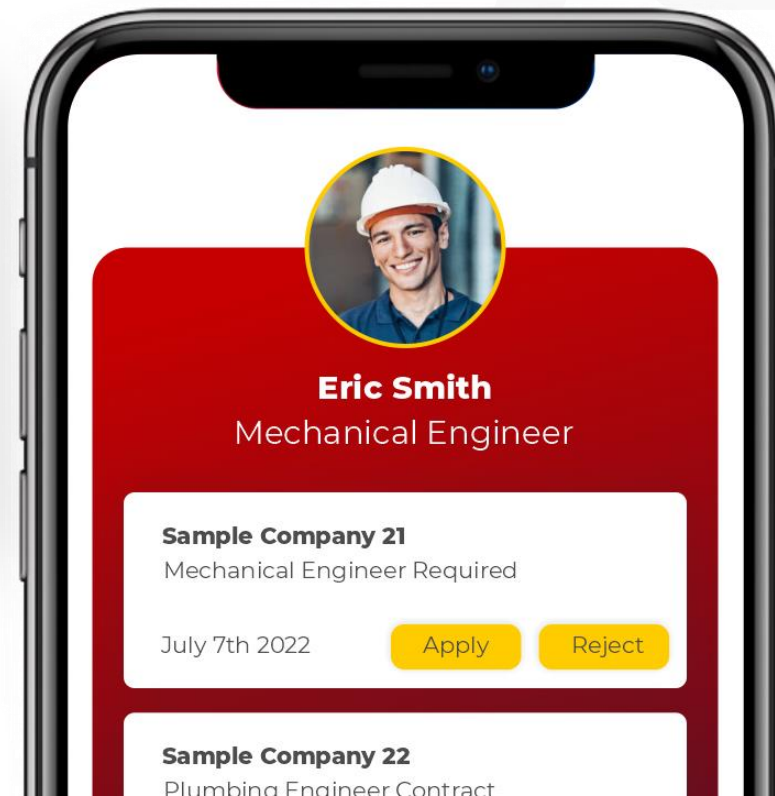 Eric Smith
Mechanical Engineer
Sample Company 21
Mechanical Engineer Required
July 7th 2022
Apply
Reject
Sample Company 22
Plumbing Engineer Contract